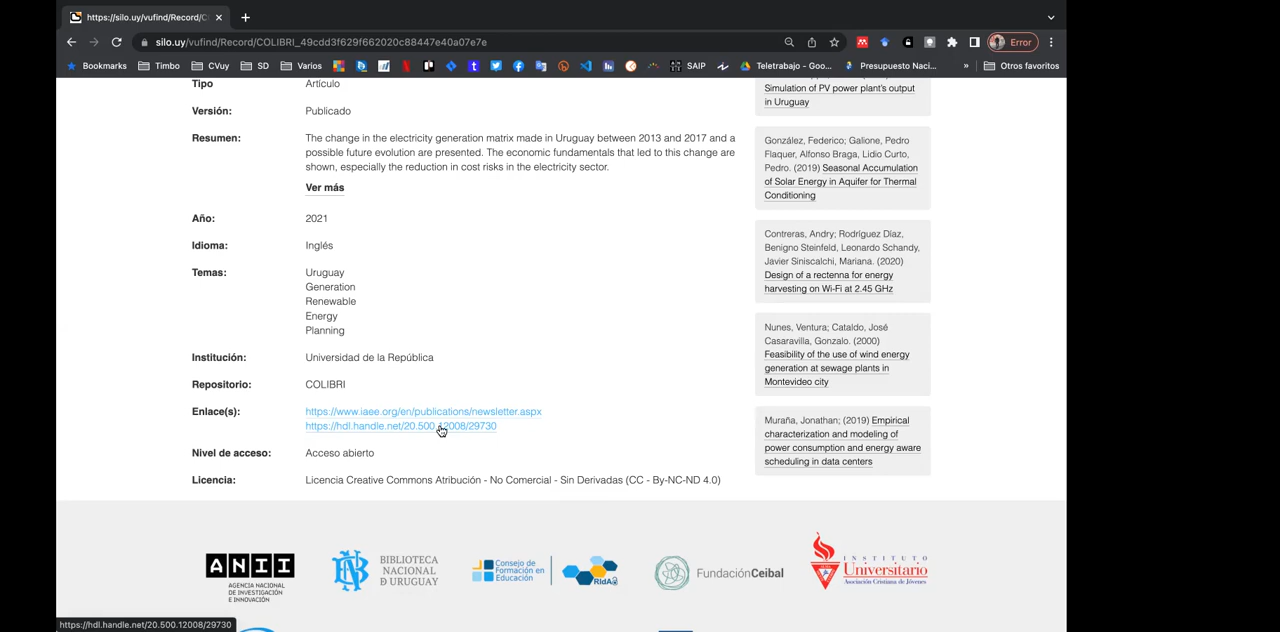 https://silo.uy/vufind/Record/C
silo.uy/vufind/Record/COLIBRI_49cdd3f629f662020c88447e40a07e7e
Error
Bookmarks
Timbo
CVuy
SD
Varios
SAIP
Teletrabajo - Goo...
Presupuesto Naci...
»
Otros favoritos
Tipo
Artículo
Versión:
Publicado
Resumen:
The change in the electricity generation matrix made in Uruguay between 2013 and 2017 and a
possible future evolution are presented. The economic fundamentals that led to this change are
shown, especially the reduction in cost risks in the electricity sector.
Ver más
Año:
2021
Idioma:
Inglés
Temas:
Uruguay
Generation
Renewable
Energy
Planning
Institución:
Universidad de la República
Repositorio:
COLIBRI
Enlace(s):
https://www.iaee.org/en/publications/newsletter.aspx
https://hdl.handle.net/20.500.12008/29730
Nivel de acceso:
Acceso abierto
Licencia:
Licencia Creative Commons Atribución - No Comercial - Sin Derivadas (CC - By-NC-ND 4.0)
Simulation of PV power plant's output
in Uruguay
González, Federico; Galione, Pedro
Flaquer, Alfonso Braga, Lidio Curto,
Pedro. (2019) Seasonal Accumulation
of Solar Energy in Aquifer for Thermal
Conditioning
Contreras, Andry; Rodríguez Díaz,
Benigno Steinfeld, Leonardo Schandy,
Javier Siniscalchi, Mariana. (2020)
Design of a rectenna for energy
harvesting on Wi-Fi at 2.45 GHz
Nunes, Ventura; Cataldo, José
Casaravilla, Gonzalo. (2000)
Feasibility of the use of wind energy
generation at sewage plants in
Montevideo city
Muraña, Jonathan; (2019) Empirical
characterization and modeling of
power consumption and energy aware
scheduling in data centers
ANII
AGENCIA NACIONAL
DE INVESTIGACIÓN
E INNOVACIÓN
BIBLIOTECA
NACIONAL
D URUGUAY
Consejo de
Formación en
Educación
RIdAA
FundaciónCeibal
INSTITUTO
Universitario
Asociación Cristiana de Jóvenes
https://hdl.handle.net/20.500.12008/29730